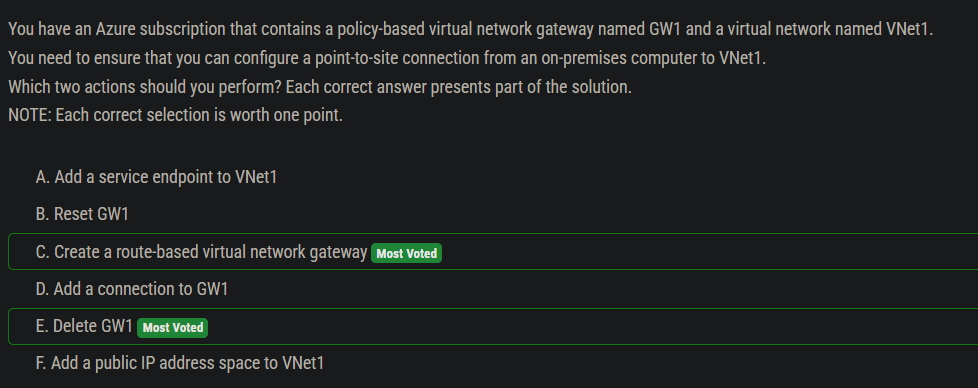 You have an Azure subscription that contains a policy-based virtual network gateway named GW1 and a virtual network named VNet1.
You need to ensure that you can configure a point-to-site connection from an on-premises computer to VNet1.
Which two actions should you perform? Each correct answer presents part of the solution.
NOTE: Each correct selection is worth one point.
A. Add a service endpoint to VNet1
B. Reset GW1
C. Create a route-based virtual network gateway Most Voted
D. Add a connection to GW1
E. Delete GW1 Most Voted
F. Add a public IP address space to VNet1